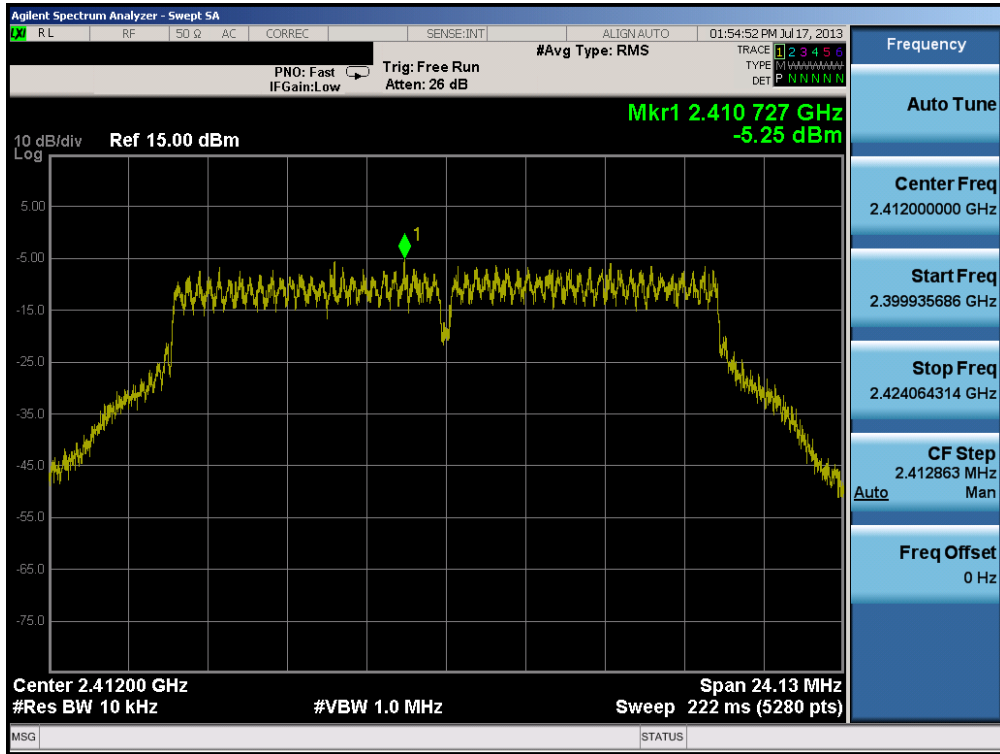 Agilent Spectrum Analyzer - Swept SA
LXI RL RF 50 Ω AC CORREC SENSE:INT ALIGN AUTO 01:54:52 PM Jul 17, 2013
#Avg Type: RMS TRACE 1 2 3 4 5 6
PNO: Fast Trig: Free Run TYPE M
IFGain:Low Atten: 26 dB DET P N N N N N
Mkr1 2.410 727 GHz
-5.25 dBm
10 dB/div Ref 15.00 dBm
Log
5.00
1
-5.00
-15.0
-25.0
-35.0
-45.0
-55.0
-65.0
-75.0
Center 2.41200 GHz Span 24.13 MHz
#Res BW 10 kHz #VBW 1.0 MHz Sweep 222 ms (5280 pts)
MSG STATUS
Frequency
Auto Tune
Center Freq
2.412000000 GHz
Start Freq
2.399935686 GHz
Stop Freq
2.424064314 GHz
CF Step
2.412863 MHz
Auto Man
Freq Offset
0 Hz